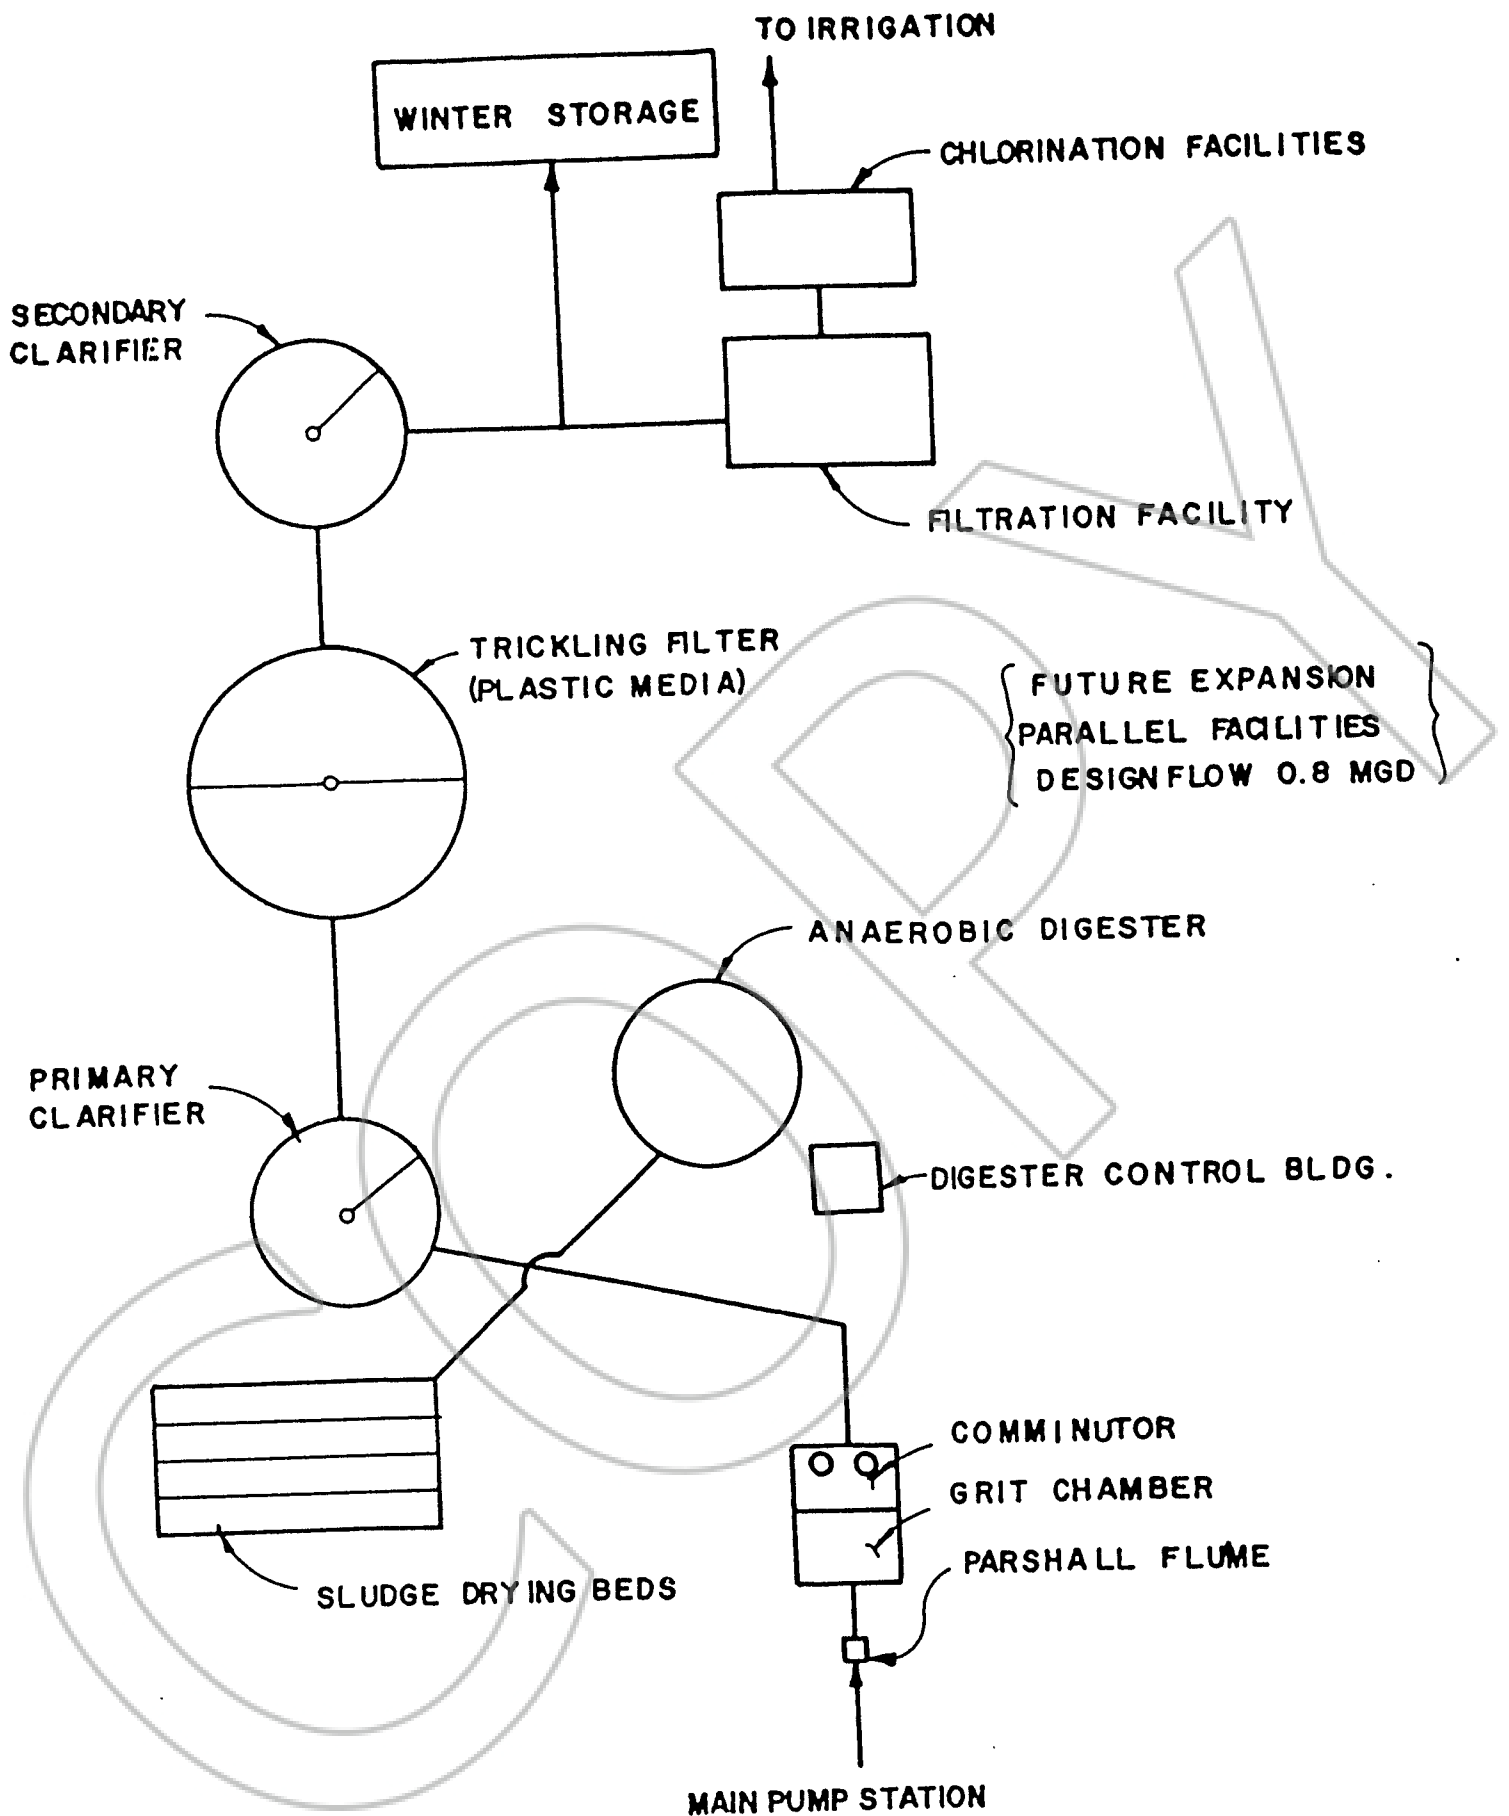 TO IRRIGATION
WINTER STORAGE
CHLORINATION FACILITIES
SECONDARY
CLARIFIER
FILTRATION FACILITY
TRICKLING FILTER
(PLASTIC MEDIA)
FUTURE EXPANSION
PARALLEL FACILITIES
DESIGN FLOW 0.8 MGD
ANAEROBIC DIGESTER
PRIMARY
CLARIFIER
DIGESTER CONTROL BLDG.
COMMINUTOR
GRIT CHAMBER
PARSHALL FLUME
SLUDGE DRYING BEDS
MAIN PUMP STATION
COPY